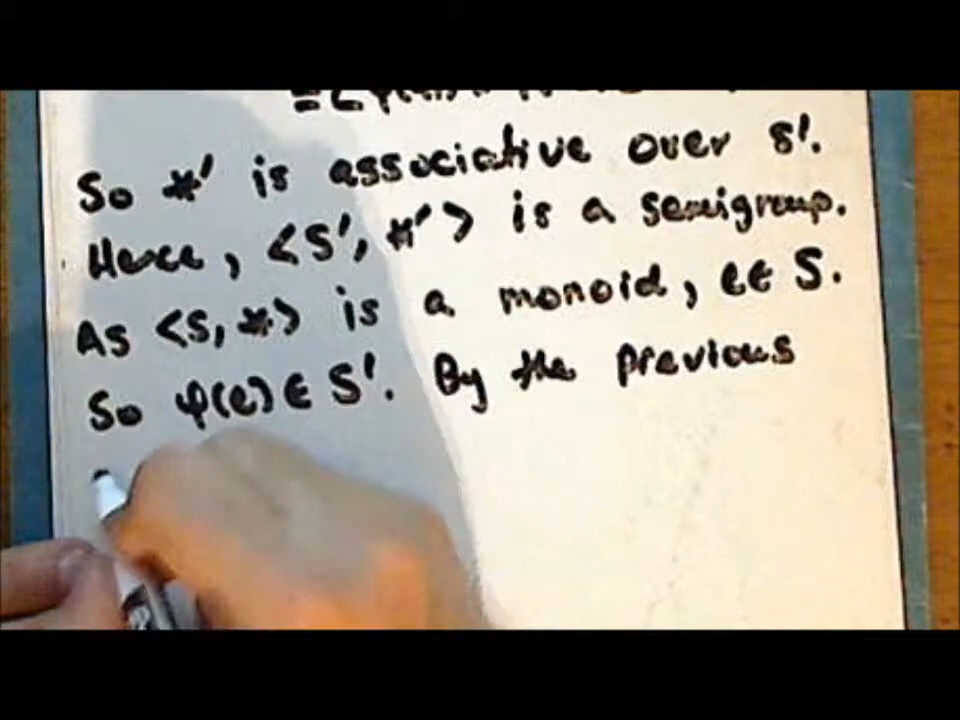 So *' is associative over S'.
Hence, <S', *'> is a semigroup.
As <S, *> is a monoid, e∈ S.
So φ(e) ∈ S'. By the previous